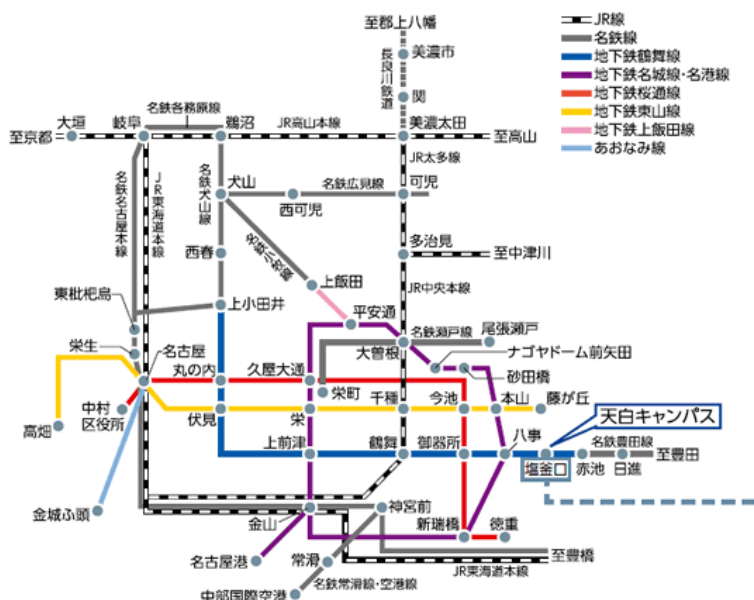 至郡上八幡
長良川鉄道
美濃市
関
JR線
名鉄線
地下鉄鶴舞線
地下鉄名城線・名港線
地下鉄桜通線
地下鉄東山線
地下鉄上飯田線
あおなみ線
名鉄各務原線
至京都
大垣
岐阜
鵜沼
JR高山本線
美濃太田
至高山
JR太多線
名鉄名古屋本線
JR東海道本線
名鉄犬山線
犬山
名鉄広見線
西可児
可児
西春
名鉄小牧線
多治見
至中津川
上飯田
JR中央本線
東枇杷島
上小田井
平安通
名鉄瀬戸線
尾張瀬戸
大曽根
ナゴヤドーム前矢田
砂田橋
栄生
名古屋
丸の内
久屋大通
栄町
千種
今池
本山
藤が丘
中村
区役所
高畑
伏見
栄
天白キャンパス
上前津
鶴舞
御器所
八事
名鉄豊田線
至豊田
塩釜口
赤池
日進
金城ふ頭
金山
神宮前
新瑞橋
徳重
名古屋港
常滑
至豊橋
JR東海道本線
名鉄常滑線・空港線
中部国際空港